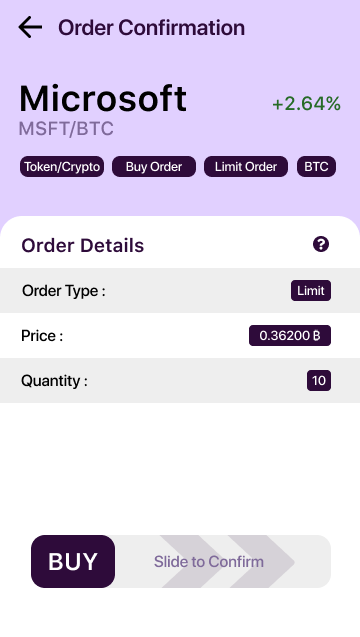 Order Confirmation
Microsoft
+2.64%
MSFT/BTC
Token/Crypto Buy Order Limit Order BTC
Order Details ?
Order Type : Limit
Price : 0.36200 ฿
Quantity : 10
BUY Slide to Confirm